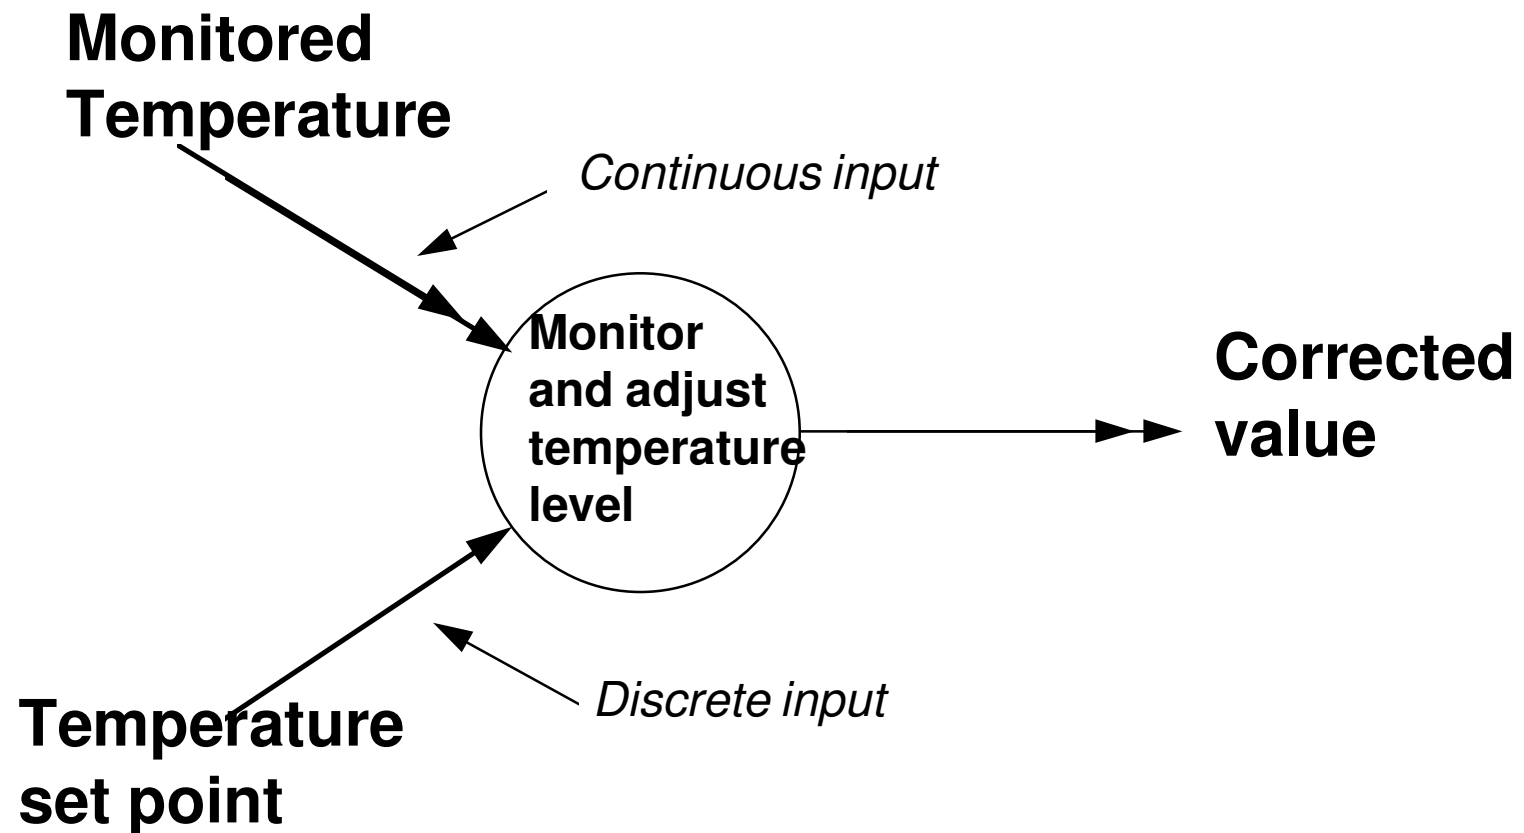 Monitored
Temperature
Continuous input
Monitor
and adjust
temperature
level
Corrected
value
Discrete input
Temperature
set point